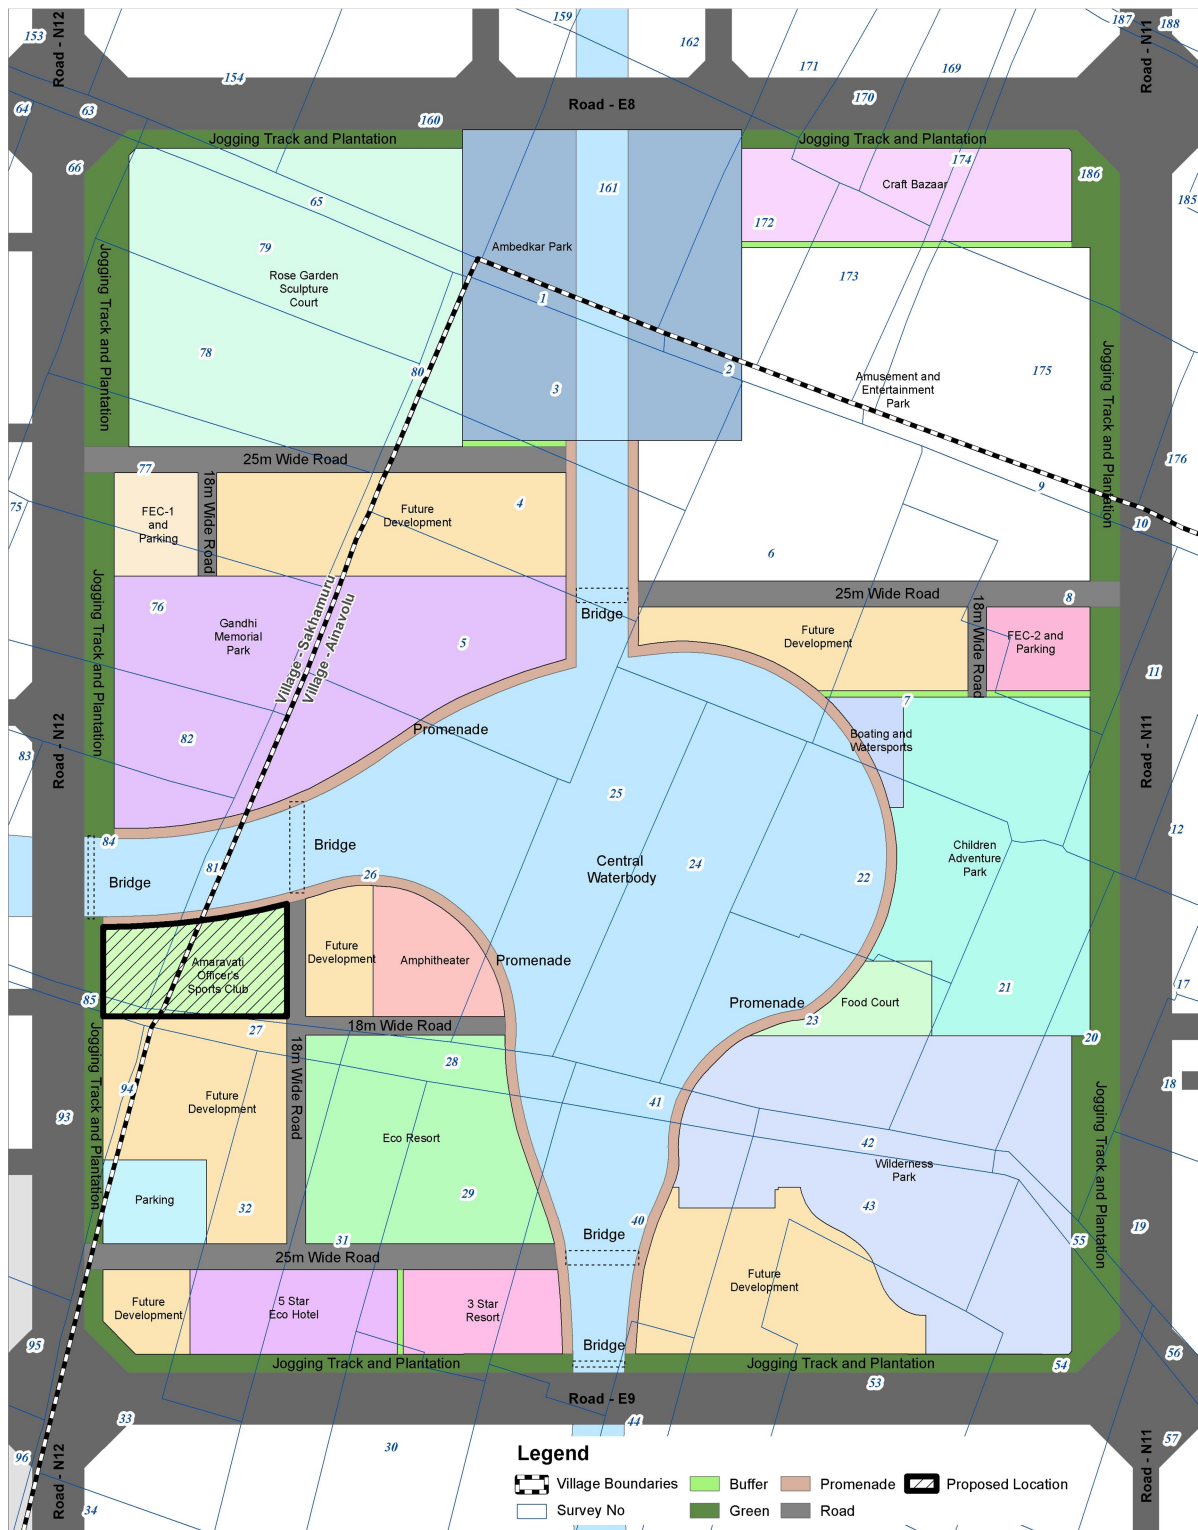 159
187
188
Road - N12
Road - N11
153
162
171
169
154
170
Road - E8
64
63
160
Jogging Track and Plantation
Jogging Track and Plantation
66
174
186
161
Craft Bazaar
65
185
172
79
Ambedkar Park
Rose Garden
Sculpture
Court
173
1
Jogging Track and Plantation
78
80
2
175
3
Amusement and
Entertainment
Park
Jogging Track and Plantation
25m Wide Road
77
176
9
75
18m Wide Road
4
FEC-1
and
Parking
Future
Development
10
6
25m Wide Road
8
76
Village - Sakhamuru
Village - Ainavolu
Bridge
Gandhi
Memorial
Park
5
Future
Development
18m Wide Road
FEC-2 and
Parking
Jogging Track and Plantation
11
7
82
Promenade
Boating and
Watersports
83
Road - N12
Road - N11
25
12
84
Bridge
Children
Adventure
Park
81
26
Central
Waterbody
24
22
Bridge
Future
Development
Amphitheater
Promenade
Amaravati
Officer's
Sports Club
21
17
85
Promenade
Food Court
23
27
18m Wide Road
20
28
18m Wide Road
94
18
93
Future
Development
41
Jogging Track and Plantation
Eco Resort
42
Jogging Track and Plantation
Wilderness
Park
Parking
29
32
43
40
19
31
Bridge
55
25m Wide Road
Future
Development
Future
Development
5 Star
Eco Hotel
3 Star
Resort
95
Bridge
56
Jogging Track and Plantation
Jogging Track and Plantation
54
53
Road - E9
33
44
57
30
96
Road - N12
Road - N11
34
Legend
Village Boundaries
Buffer
Promenade
Proposed Location
Survey No
Green
Road